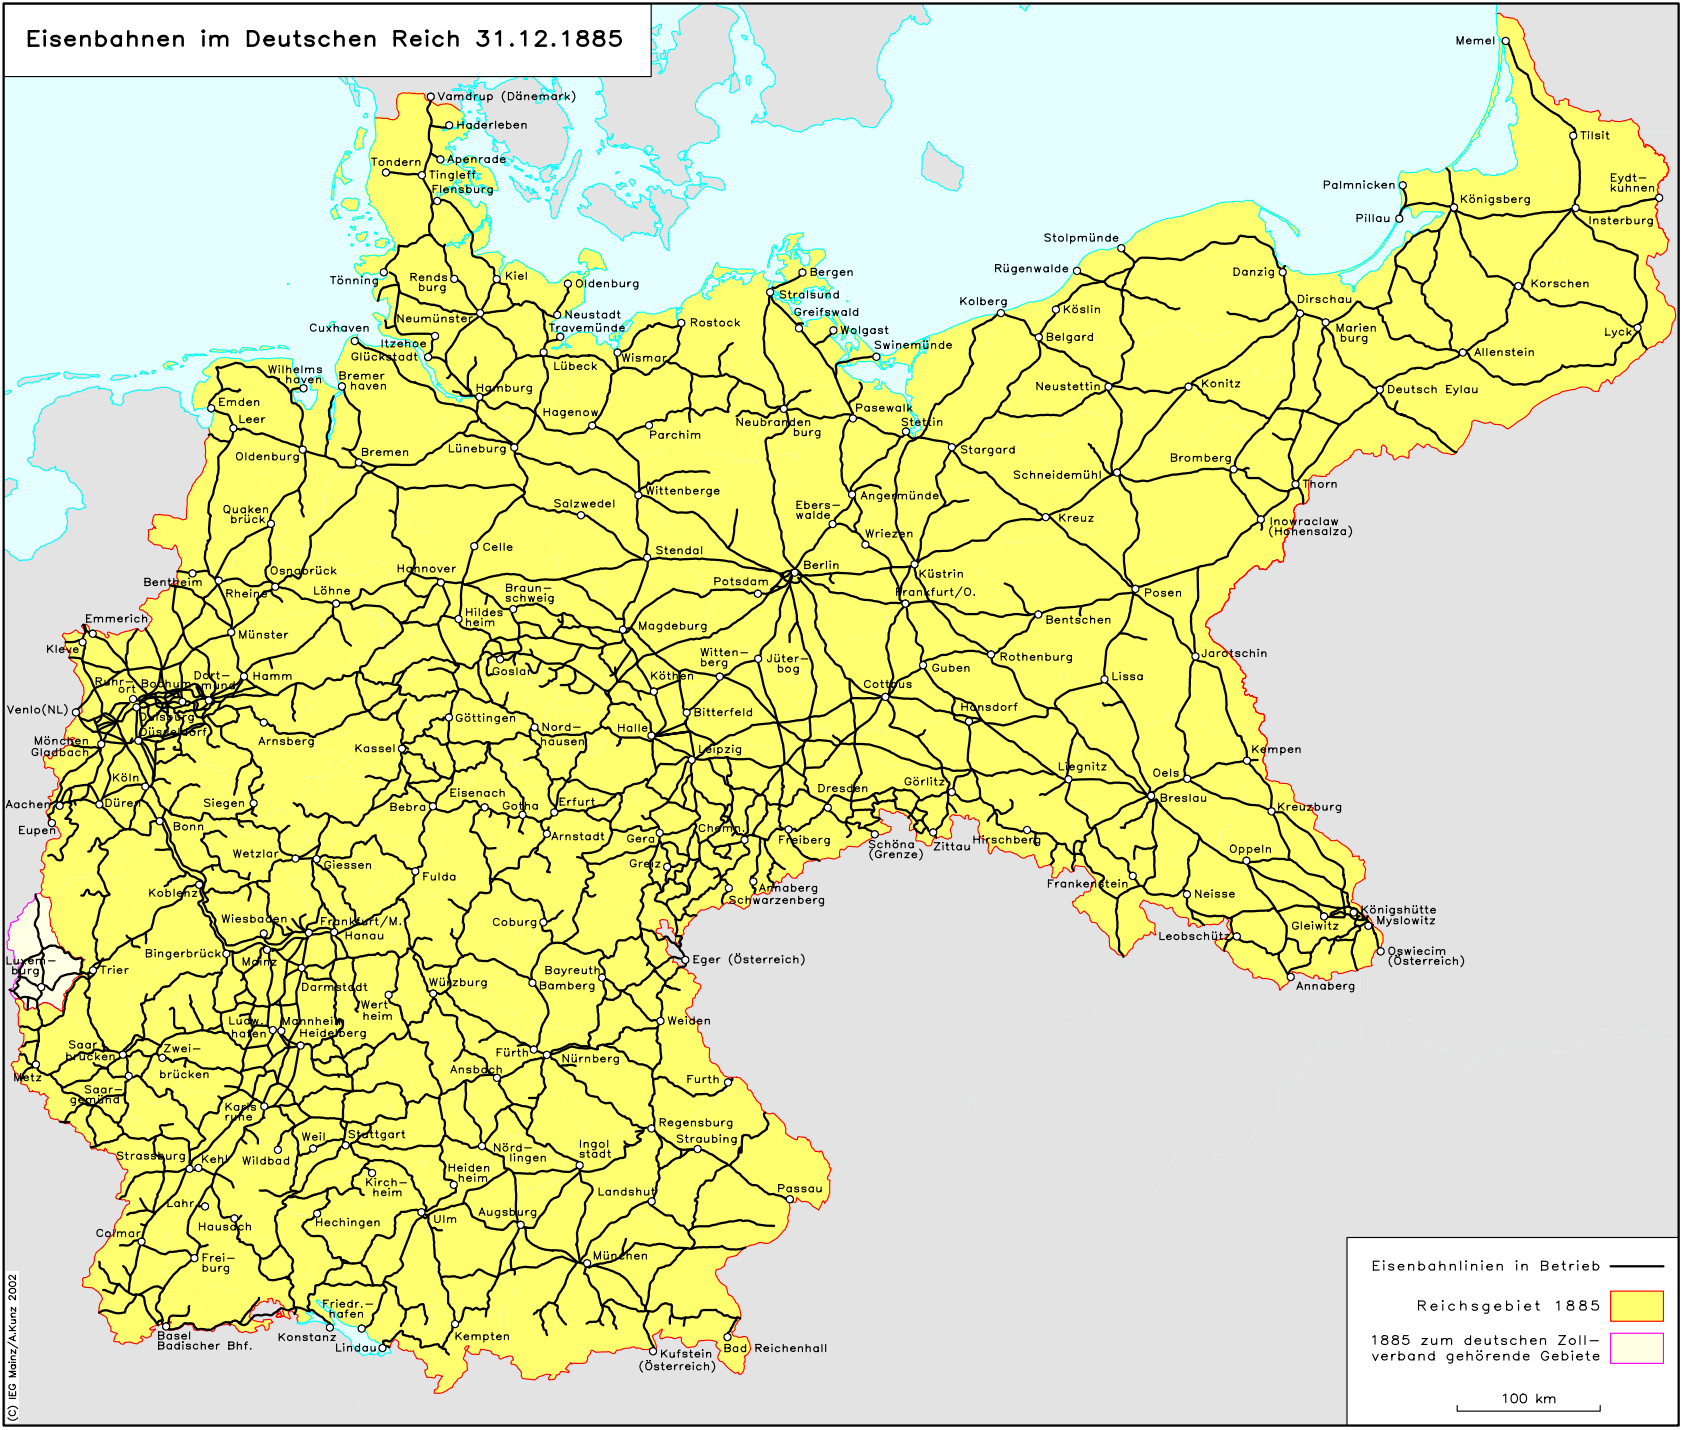 Eisenbahnen im Deutschen Reich 31.12.1885
Memel
Vamdrup (Dänemark)
Haderleben
Tilsit
Apenrade
Tondern
Tingleff
Flensburg
Eydt-
kuhnen
Palmnicken
Königsberg
Pillau
Insterburg
Stolpmünde
Tönning
Rends
burg
Kiel
Oldenburg
Bergen
Rügenwalde
Danzig
Korschen
Stralsund
Kolberg
Dirschau
Neumünster
Neustadt
Travemünde
Greifswald
Köslin
Cuxhaven
Rostock
Wolgast
Marien
burg
Lyck
Itzehoe
Glückstadt
Belgard
Swinemünde
Wismar
Allenstein
Lübeck
Wilhelms
haven
Bremer
haven
Hamburg
Neustettin
Konitz
Deutsch Eylau
Emden
Leer
Hagenow
Pasewalk
Neubranden
burg
Stettin
Parchim
Oldenburg
Bremen
Lüneburg
Stargard
Bromberg
Schneidemühl
Thorn
Wittenberge
Angermünde
Quaken
brück
Salzwedel
Ebers-
walde
Kreuz
Inowraclaw
(Hohensalza)
Wriezen
Celle
Stendal
Bentheim
Osnabrück
Hannover
Berlin
Küstrin
Potsdam
Rheine
Löhne
Braun-
schweig
Frankfurt/O.
Posen
Emmerich
Hildes
heim
Magdeburg
Bentschen
Kleve
Münster
Witten-
berg
Jüter-
bog
Rothenburg
Jarotschin
Guben
Ruhr-
ort
Bochum
Dort-
mund
Hamm
Goslar
Köthen
Cottbus
Lissa
Venlo(NL)
Duisburg
Göttingen
Nord-
hausen
Bitterfeld
Hansdorf
Düsseldorf
Mönchen
Gladbach
Arnsberg
Kassel
Halle
Leipzig
Kempen
Köln
Liegnitz
Oels
Görlitz
Aachen
Düren
Siegen
Bebra
Eisenach
Gotha
Erfurt
Dresden
Breslau
Kreuzburg
Eupen
Bonn
Arnstadt
Gera
Chemn.
Freiberg
Schöna
(Grenze)
Zittau
Hirschberg
Wetzlar
Giessen
Greiz
Oppeln
Fulda
Koblenz
Annaberg
Schwarzenberg
Frankenstein
Neisse
Wiesbaden
Frankfurt/M.
Hanau
Coburg
Königshütte
Myslowitz
Gleiwitz
Leobschütz
Bingerbrück
Mainz
Eger (Österreich)
Oswiecim
(Österreich)
Luxem-
burg
Trier
Darmstadt
Bayreuth
Bamberg
Annaberg
Wert
heim
Würzburg
Ludw.
hafen
Mannheim
Heidelberg
Weiden
Saar
brücken
Zwei-
brücken
Fürth
Nürnberg
Metz
Ansbach
Furth
Saar-
gemünd
Karls
ruhe
Regensburg
Straubing
Weil
Stuttgart
Strassburg
Kehl
Wildbad
Nörd-
lingen
Ingol
stadt
Kirch-
heim
Heiden
heim
Passau
Landshut
Lahr
Hausach
Hechingen
Ulm
Augsburg
Colmar
Frei-
burg
München
Friedr.-
hafen
Basel
Badischer Bhf.
Konstanz
Lindau
Kempten
Kufstein
(Österreich)
Bad Reichenhall
Eisenbahnlinien in Betrieb
Reichsgebiet 1885
1885 zum deutschen Zoll-
verband gehörende Gebiete
100 km
(C) IEG Mainz/A.Kunz 2002